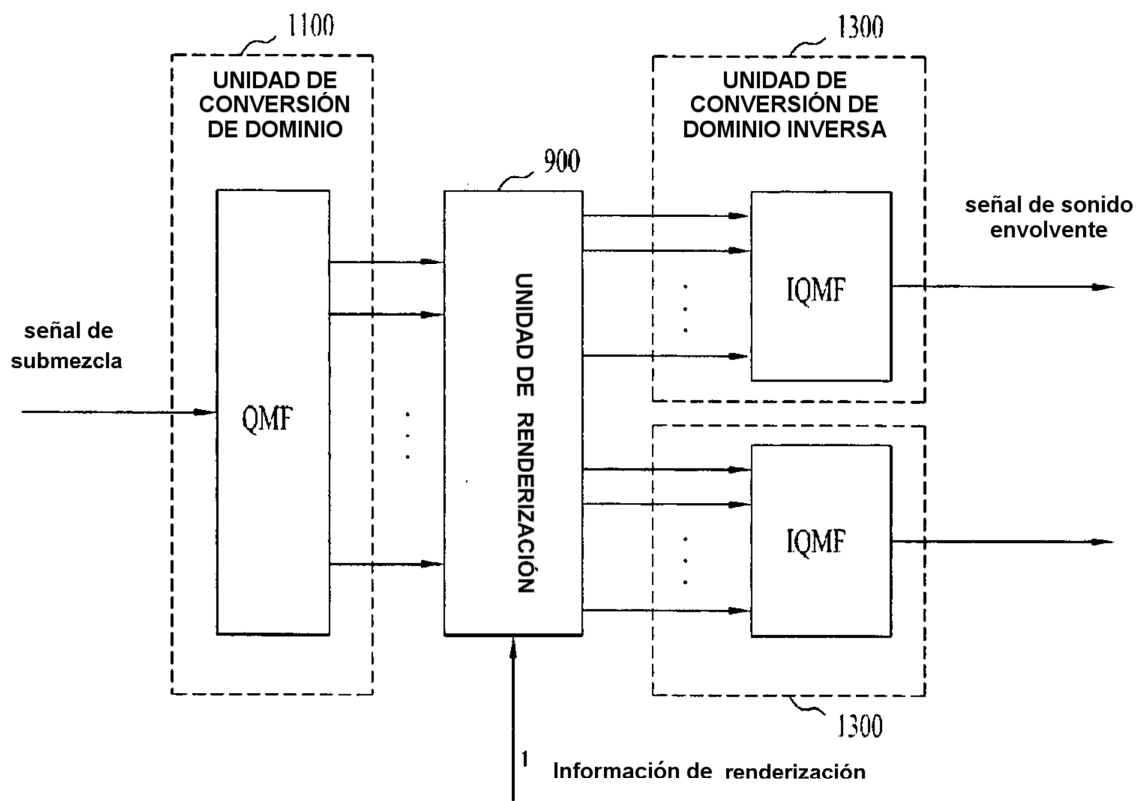 1100
UNIDAD DE
CONVERSIÓN
DE DOMINIO
1300
UNIDAD DE
CONVERSIÓN DE
DOMINIO INVERSA
900
señal de sonido
envolvente
señal de
submezcla
QMF
UNIDAD DE RENDERIZACIÓN
IQMF
IQMF
1300
1
Información de renderización